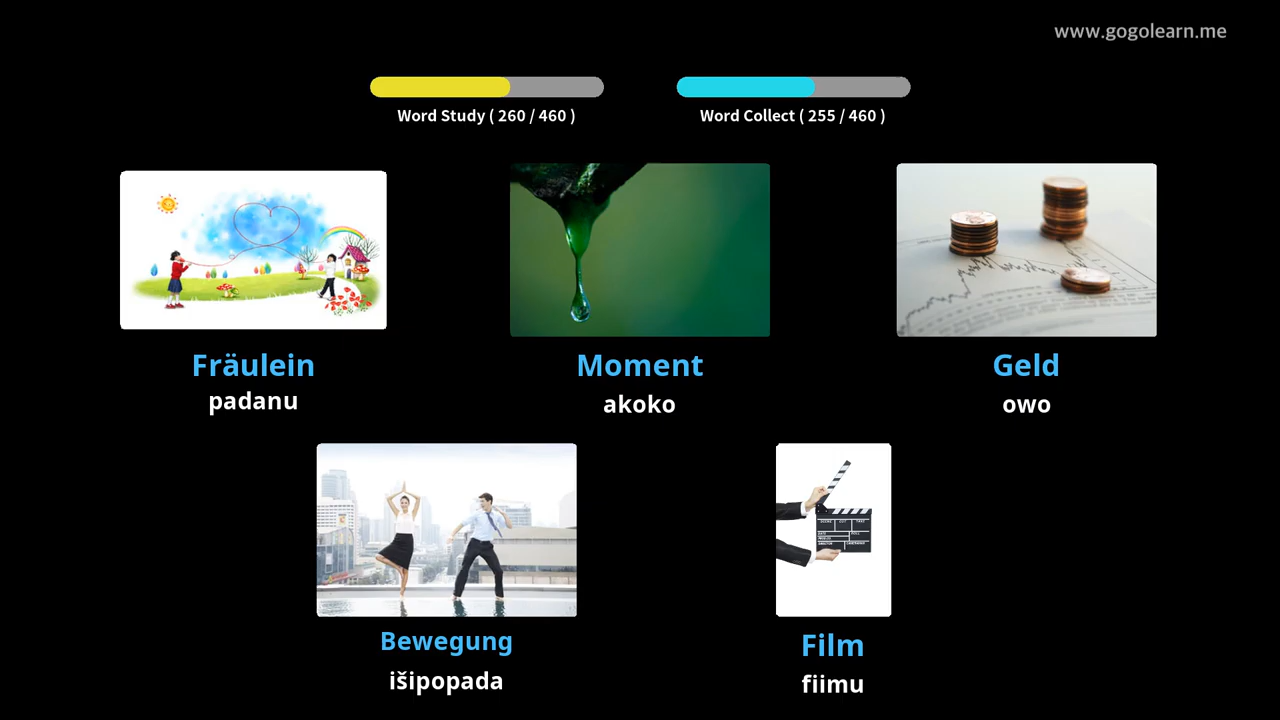 www.gogolearn.me
Word Study ( 260 / 460 )
Word Collect ( 255 / 460 )
Fräulein
padanu
Moment
akoko
Geld
owo
Bewegung
išipopada
Film
fiimu